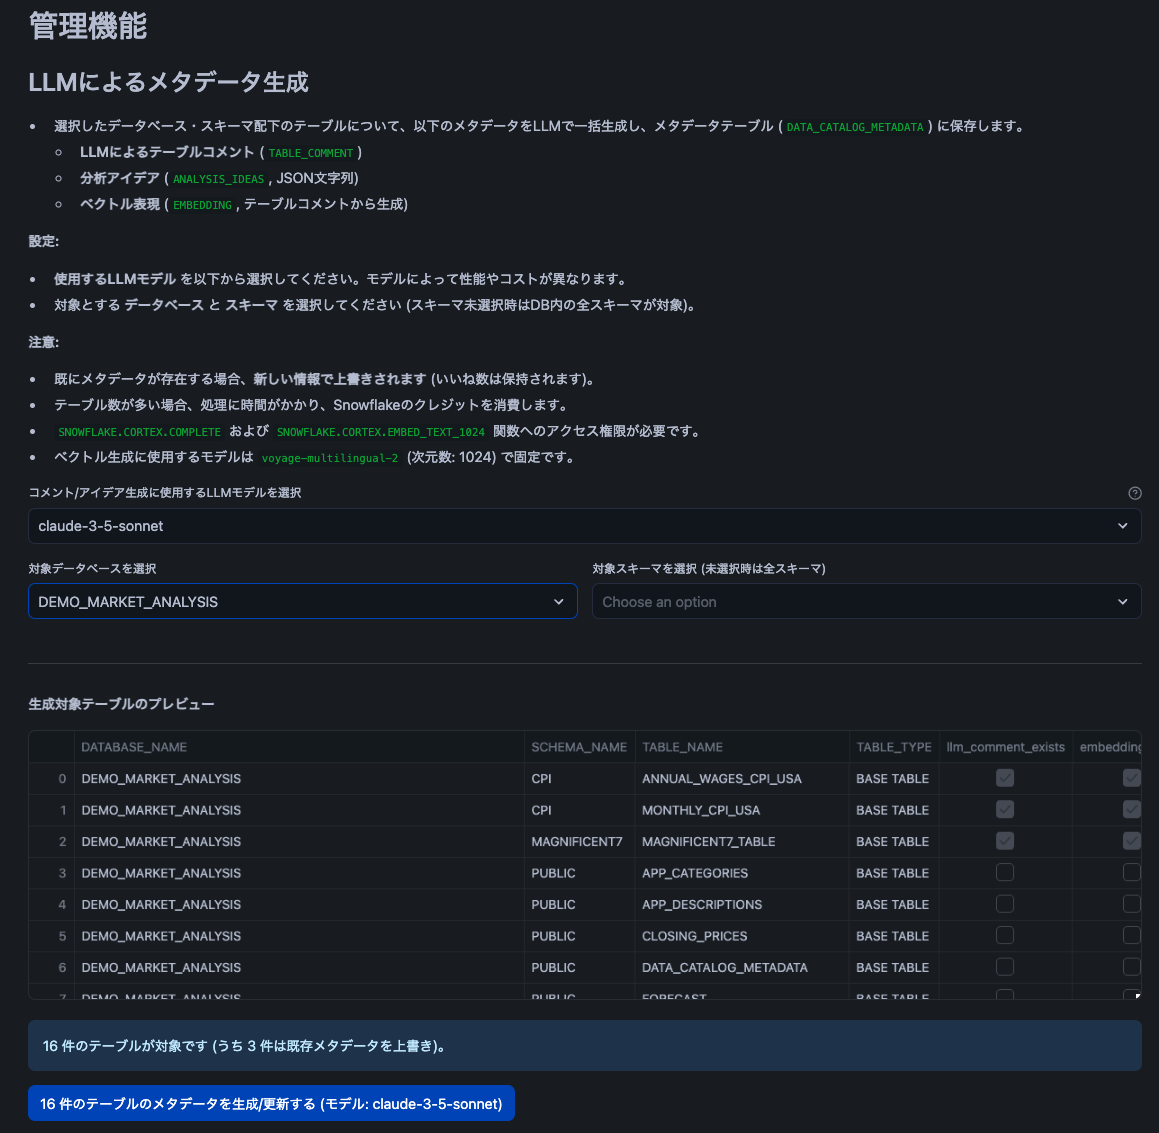 管理機能
LLMによるメタデータ生成
選択したデータベース・スキーマ配下のテーブルについて、以下のメタデータをLLMで一括生成し、メタデータテーブル ( DATA_CATALOG_METADATA ) に保存します。
LLMによるテーブルコメント ( TABLE_COMMENT )
分析アイデア ( ANALYSIS_IDEAS , JSON文字列)
ベクトル表現 ( EMBEDDING , テーブルコメントから生成)
設定:
使用するLLMモデル を以下から選択してください。モデルによって性能やコストが異なります。
対象とする データベース と スキーマ を選択してください (スキーマ未選択時はDB内の全スキーマが対象)。
注意:
既にメタデータが存在する場合、新しい情報で上書きされます (いいね数は保持されます)。
テーブル数が多い場合、処理に時間がかかり、Snowflakeのクレジットを消費します。
SNOWFLAKE.CORTEX.COMPLETE および SNOWFLAKE.CORTEX.EMBED_TEXT_1024 関数へのアクセス権限が必要です。
ベクトル生成に使用するモデルは voyage-multilingual-2 (次元数: 1024) で固定です。
コメント/アイデア生成に使用するLLMモデルを選択
claude-3-5-sonnet
対象データベースを選択 対象スキーマを選択 (未選択時は全スキーマ)
DEMO_MARKET_ANALYSIS Choose an option
生成対象テーブルのプレビュー
DATABASE_NAME SCHEMA_NAME TABLE_NAME TABLE_TYPE llm_comment_exists embedding
0 DEMO_MARKET_ANALYSIS CPI ANNUAL_WAGES_CPI_USA BASE TABLE
1 DEMO_MARKET_ANALYSIS CPI MONTHLY_CPI_USA BASE TABLE
2 DEMO_MARKET_ANALYSIS MAGNIFICENT7 MAGNIFICENT7_TABLE BASE TABLE
3 DEMO_MARKET_ANALYSIS PUBLIC APP_CATEGORIES BASE TABLE
4 DEMO_MARKET_ANALYSIS PUBLIC APP_DESCRIPTIONS BASE TABLE
5 DEMO_MARKET_ANALYSIS PUBLIC CLOSING_PRICES BASE TABLE
6 DEMO_MARKET_ANALYSIS PUBLIC DATA_CATALOG_METADATA BASE TABLE
7 DEMO_MARKET_ANALYSIS PUBLIC FORECAST BASE TABLE
16 件のテーブルが対象です (うち 3 件は既存メタデータを上書き)。
16 件のテーブルのメタデータを生成/更新する (モデル: claude-3-5-sonnet)